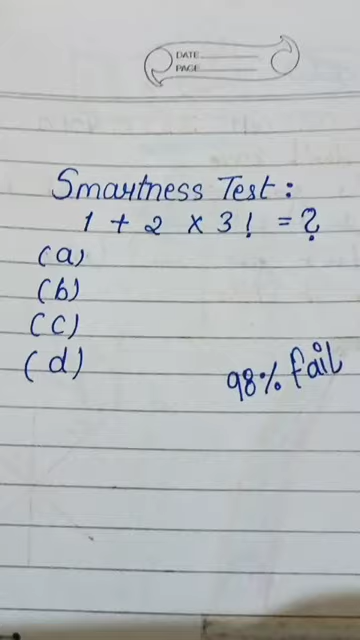 DATE
PAGE
Smartness Test :
1 + 2 x 3 ! = ?
(a)
(b)
(c)
(d)
98% fail